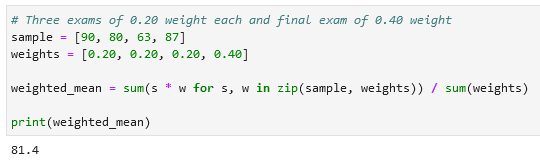 # Three exams of 0.20 weight each and final exam of 0.40 weight
sample = [90, 80, 63, 87]
weights = [0.20, 0.20, 0.20, 0.40]
weighted_mean = sum(s * w for s, w in zip(sample, weights)) / sum(weights)
print(weighted_mean)
81.4